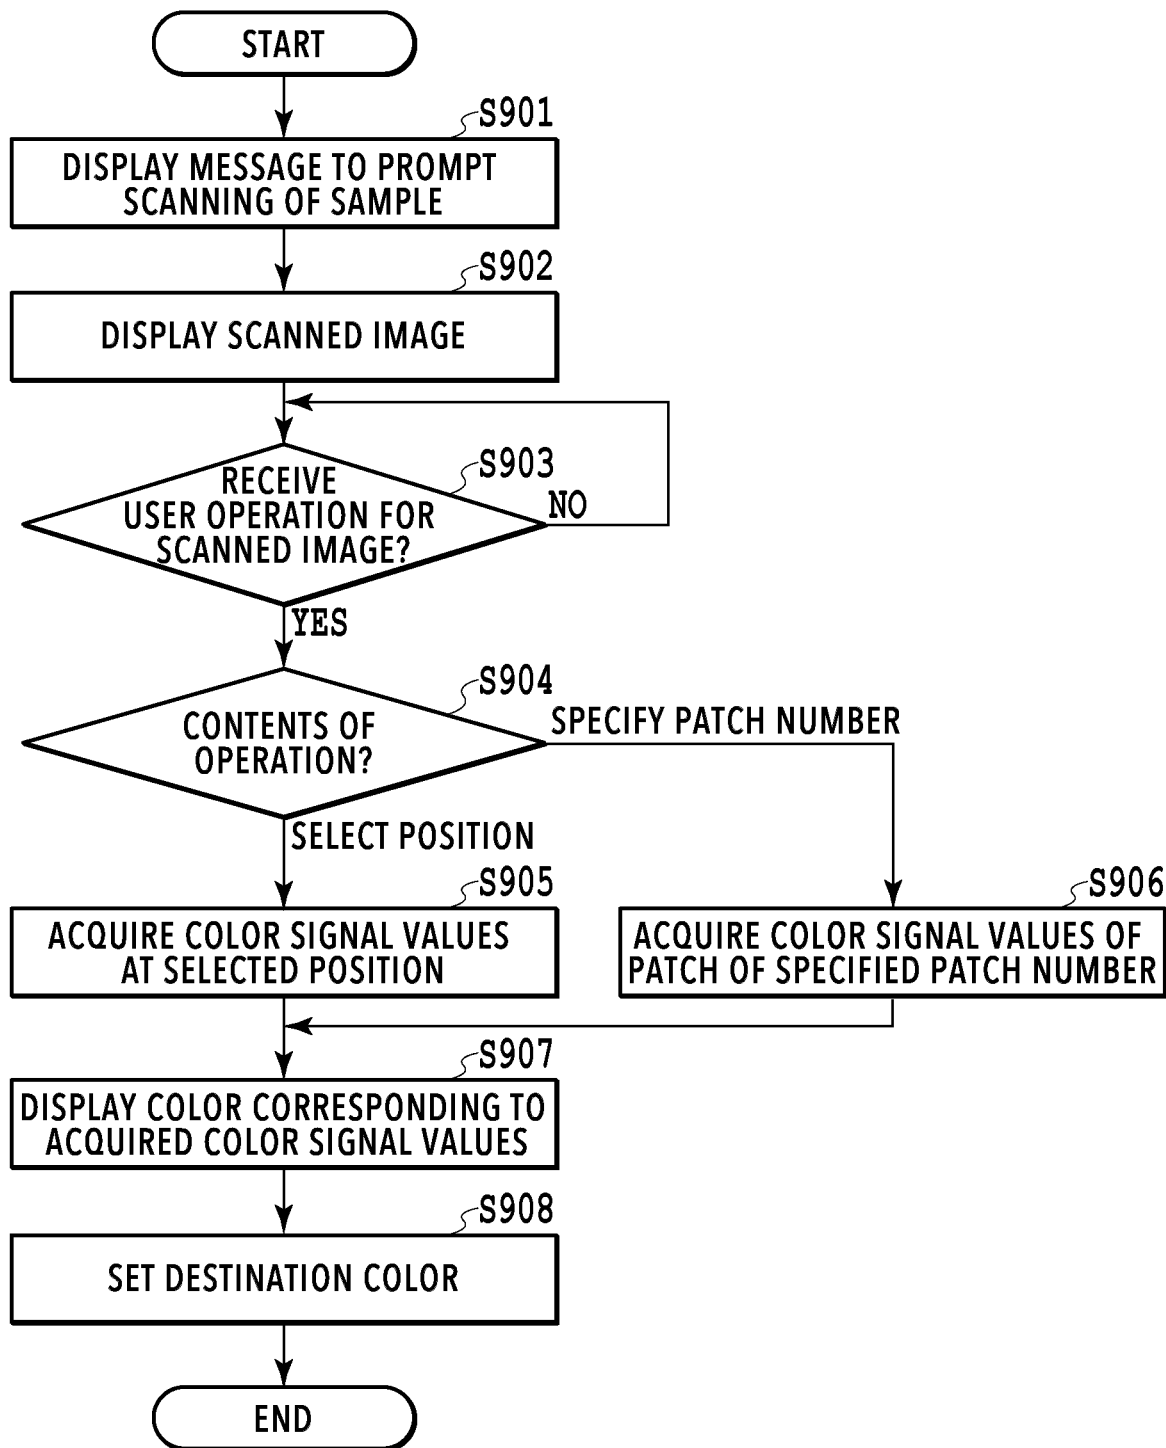 START
S901
DISPLAY MESSAGE TO PROMPT
SCANNING OF SAMPLE
S902
DISPLAY SCANNED IMAGE
S903
RECEIVE
USER OPERATION FOR
SCANNED IMAGE?
NO
YES
S904
CONTENTS OF
OPERATION?
SPECIFY PATCH NUMBER
SELECT POSITION
S905
ACQUIRE COLOR SIGNAL VALUES
AT SELECTED POSITION
S906
ACQUIRE COLOR SIGNAL VALUES OF
PATCH OF SPECIFIED PATCH NUMBER
S907
DISPLAY COLOR CORRESPONDING TO
ACQUIRED COLOR SIGNAL VALUES
S908
SET DESTINATION COLOR
END